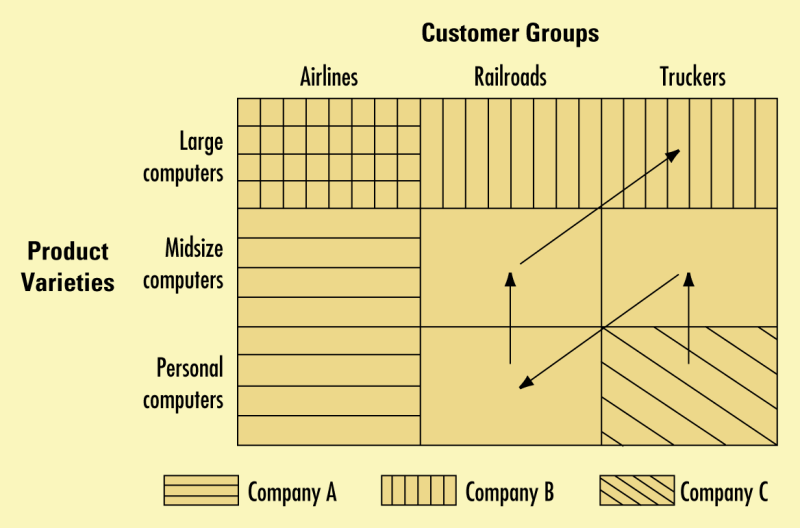 Customer Groups
Airlines
Railroads
Truckers
Large
computers
Product
Varieties
Midsize
computers
Personal
computers
Company A
Company B
Company C